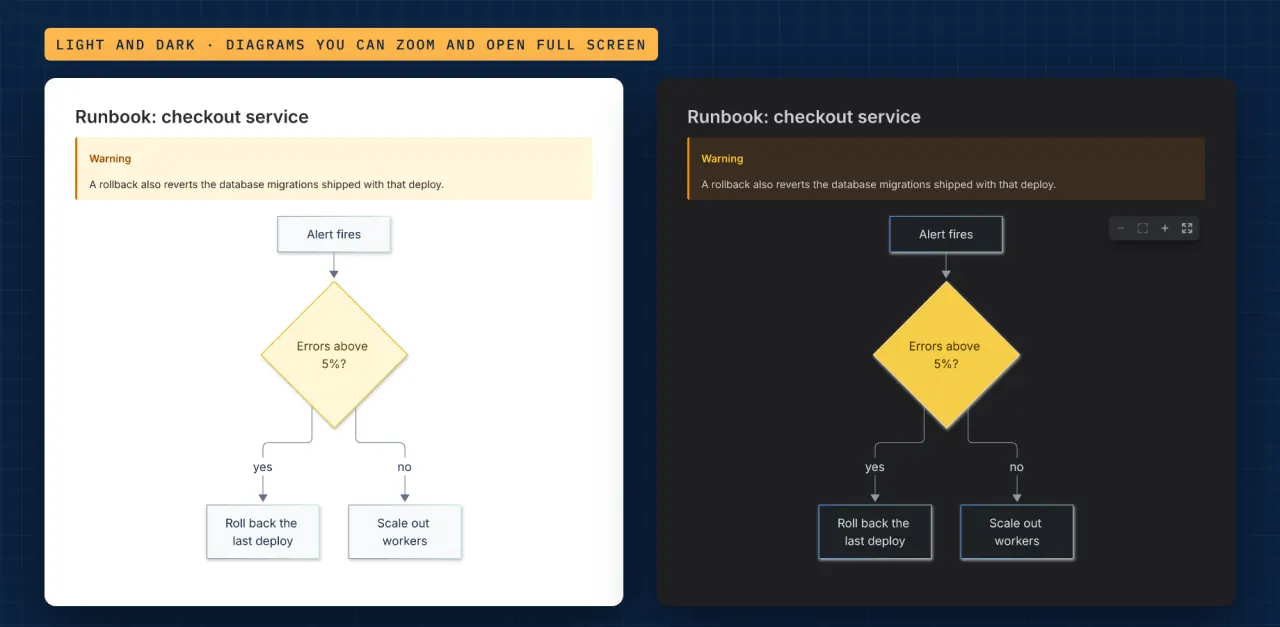 LIGHT AND DARK · DIAGRAMS YOU CAN ZOOM AND OPEN FULL SCREEN
Runbook: checkout service
Warning
A rollback also reverts the database migrations shipped with that deploy.
Alert fires
Errors above
5%?
yes
no
Roll back the
last deploy
Scale out
workers
Runbook: checkout service
Warning
A rollback also reverts the database migrations shipped with that deploy.
Alert fires
Errors above
5%?
yes
no
Roll back the
last deploy
Scale out
workers